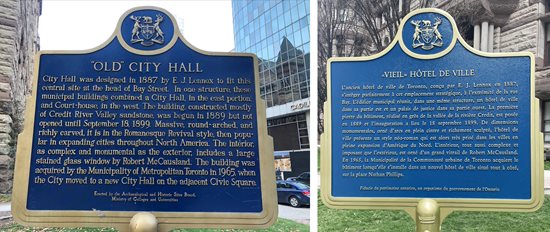 "OLD" CITY HALL
City Hall was designed in 1887 by E. J. Lennox to fit this
central site at the head of Bay Street. In one structure, these
municipal buildings combined a City Hall, in the east portion,
and Court-house, in the west. The building, constructed mostly
of Credit River Valley sandstone, was begun in 1889 but not
opened until September 18, 1899. Massive, round-arched, and
richly carved, it is in the Romanesque Revival style, then popu-
lar in expanding cities throughout North America. The interior,
as complex and monumental as the exterior, includes a large
stained glass window by Robert McCausland. The building was
acquired by the Municipality of Metropolitan Toronto in 1965 when
the City moved to a new City Hall on the adjacent Civic Square.
Erected by the Archaeological and Historic Sites Board,
Ministry of Colleges and Universities
«VIEIL» HÔTEL DE VILLE
L'ancien hôtel de ville de Toronto, conçu par E. J. Lennox en 1887,
s'intègre parfaitement à cet emplacement stratégique, à l'extrémité de la rue
Bay. L'édifice municipal réunit, dans une même structure, un hôtel de ville
dans sa partie est et un palais de justice dans sa partie ouest. Le
pierre du bâtiment, rédigé en grès de la vallée de la rivière Credit, est posée
en 1889 et l'inauguration a lieu le 18 septembre 1899. De dimensions
monumentales, orné d'arcs en plein cintre et richement sculpté, l'hôtel de
ville présente un style néo-roman qui est alors très prisé dans les villes en
pleine expansion d'Amérique du Nord. L'intérieur, tout aussi complexe et
imposant que l'extérieur, est orné d'un grand vitrail de Robert McCausland.
En 1965, la Municipalité de la Communauté urbaine de Toronto acquiert le
bâtiment lorsqu'elle s'installe dans un nouvel hôtel de ville situé tout à côté,
sur la place Nathan Phillips.
Fiducie du patrimoine ontarien, un organisme du gouvernement de l'Ontario